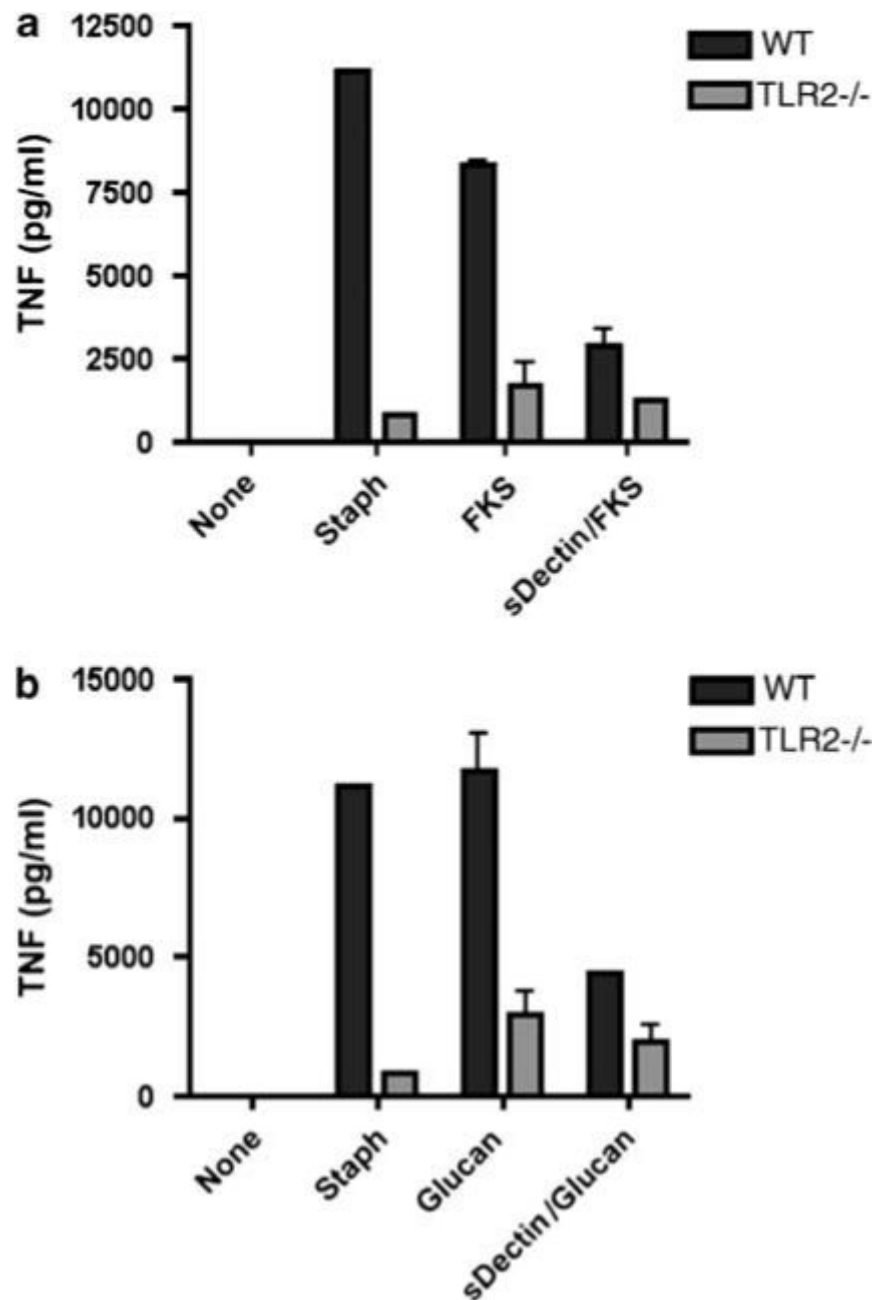 a
TNF (pg/ml)
12500
10000
7500
5000
2500
0
None
Staph
FKS
sDectin/FKS
WT
TLR2-/-
b
TNF (pg/ml)
15000
10000
5000
0
None
Staph
Glucan
sDectin/Glucan
WT
TLR2-/-